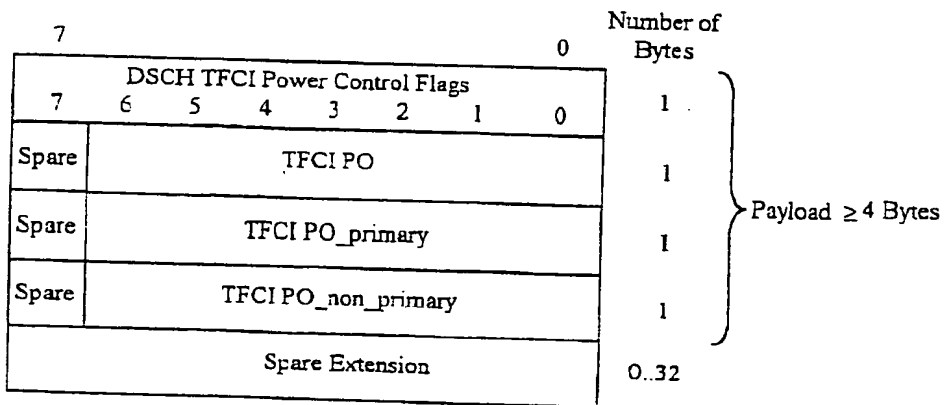 Number of
Bytes
7 0
DSCH TFCI Power Control Flags
7 6 5 4 3 2 1 0 1
Spare TFCI PO 1
Payload ≥ 4 Bytes
Spare TFCI PO_primary 1
Spare TFCI PO_non_primary 1
Spare Extension 0..32